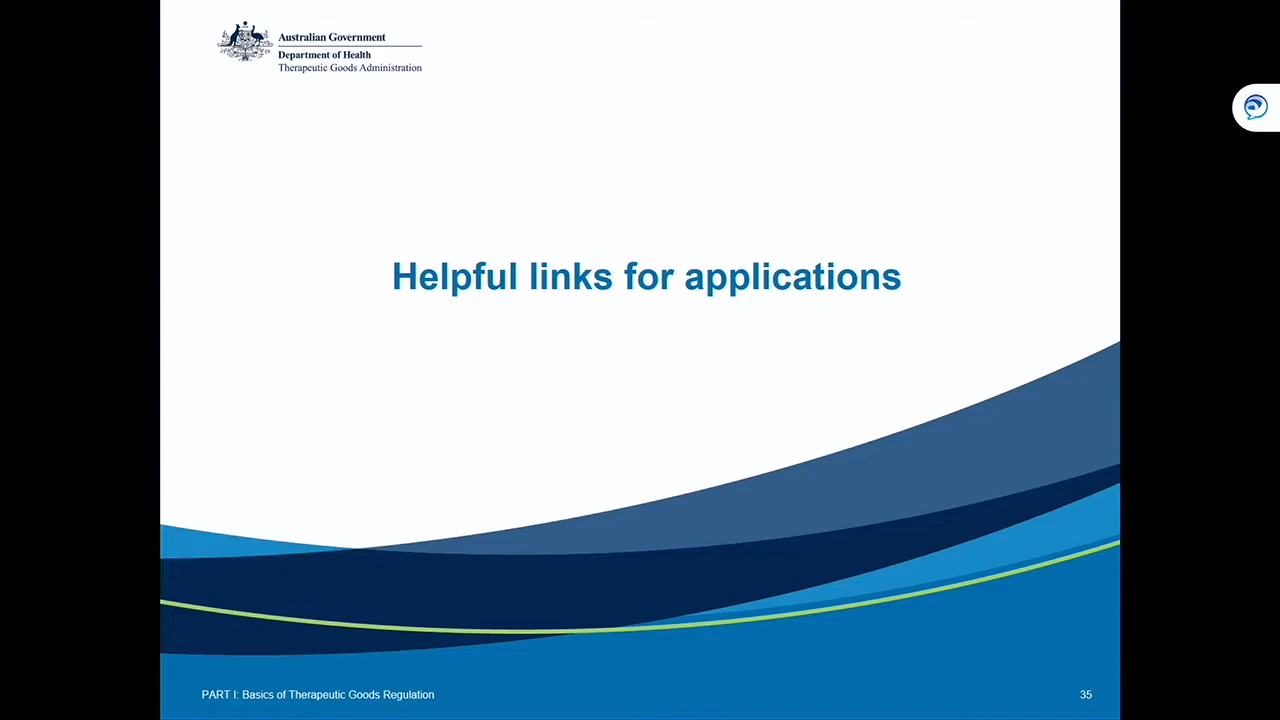 Australian Government
Department of Health
Therapeutic Goods Administration
Helpful links for applications
PART I: Basics of Therapeutic Goods Regulation
35